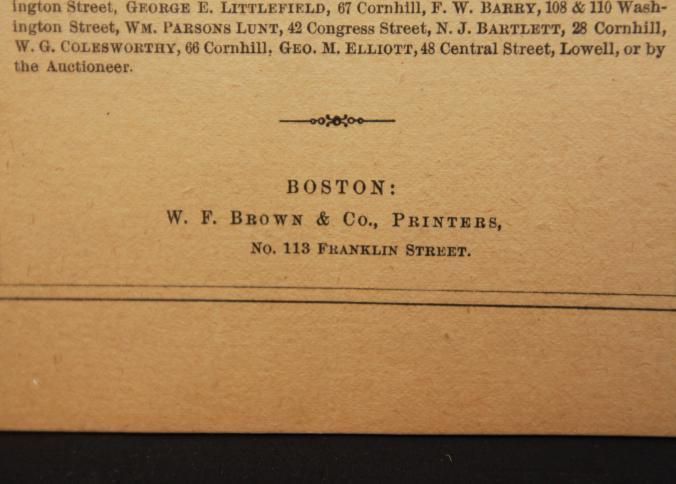 ington Street, GEORGE E. LITTLEFIELD, 67 Cornhill, F. W. BARRY, 108 & 110 Wash-
ington Street, WM. PARSONS LUNT, 42 Congress Street, N. J. BARTLETT, 28 Cornhill,
W. G. COLESWORTHY, 66 Cornhill, GEO. M. ELLIOTT, 48 Central Street, Lowell, or by
the Auctioneer.
BOSTON:
W. F. BROWN & CO., PRINTERS,
NO. 113 FRANKLIN STREET.